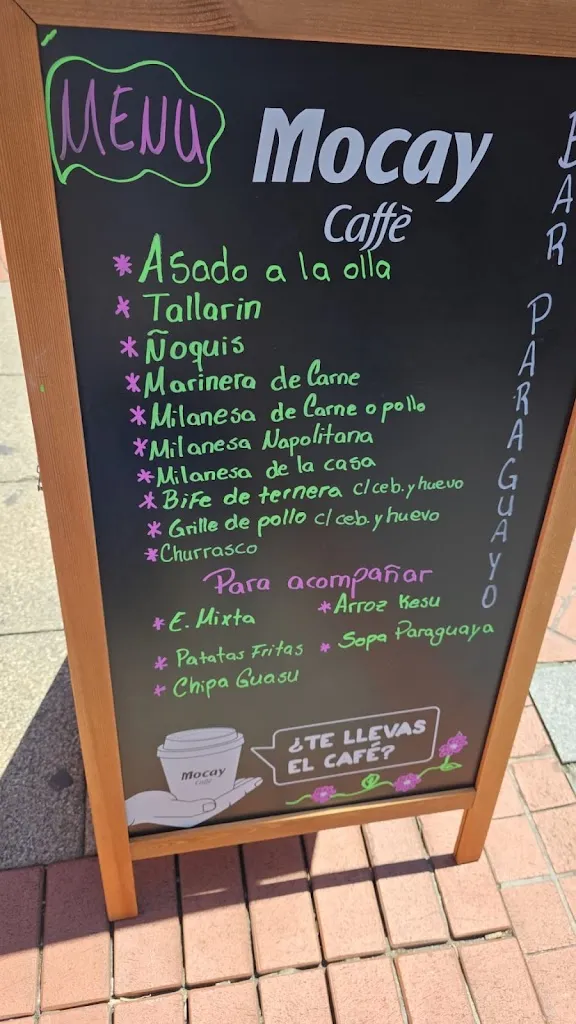 MENU
Mocay
Caffè
BAR PARAGUAYO
* Asado a la olla
* Tallarin
* Ñoquis
* Marinera de Carne
* Milanesa de Carne o pollo
* Milanesa Napolitana
* Milanesa de la casa
* Bife de ternera c/ceb. y huevo
* Grille de pollo c/ceb. y huevo
* Churrasco
Para acompañar
* E. Mixta
* Arroz Kesu
* Patatas Fritas
* Sopa Paraguaya
* Chipa Guasu
Mocay
Caffè
¿TE LLEVAS
EL CAFÉ?